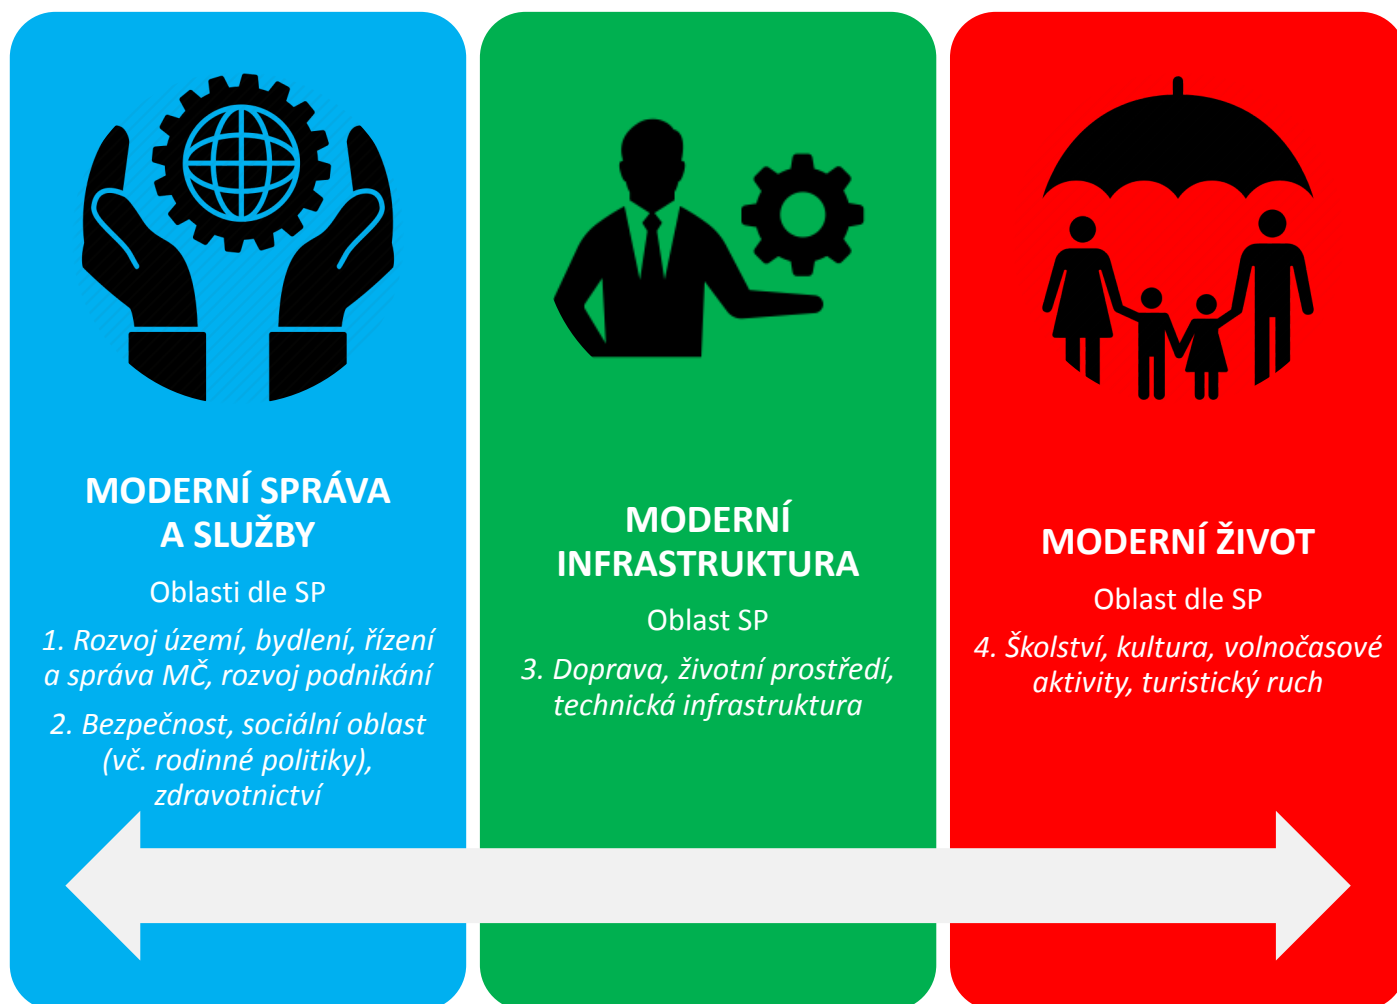 MODERNÍ SPRÁVA
A SLUŽBY
Oblasti dle SP
1. Rozvoj území, bydlení, řízení
a správa MČ, rozvoj podnikání
2. Bezpečnost, sociální oblast
(vč. rodinné politiky),
zdravotnictví
MODERNÍ
INFRASTRUKTURA
Oblast SP
3. Doprava, životní prostředí,
technická infrastruktura
MODERNÍ ŽIVOT
Oblast dle SP
4. Školství, kultura, volnočasové
aktivity, turistický ruch